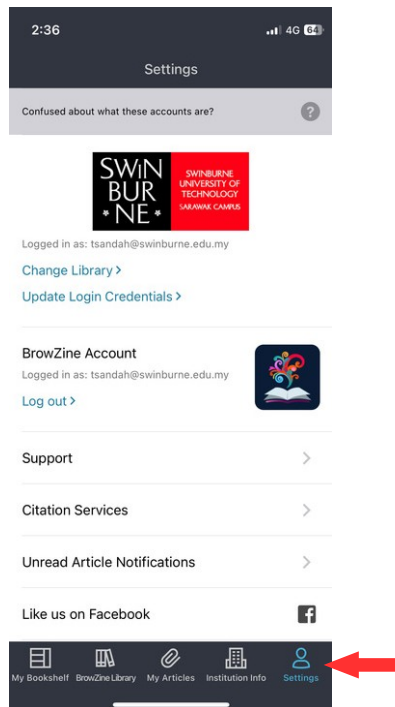 2:36
4G 64
Settings
Confused about what these accounts are?
?
SWIN
BUR
* NE *
SWINBURNE
UNIVERSITY OF
TECHNOLOGY
SARAWAK CAMPUS
Logged in as: tsandah@swinburne.edu.my
Change Library >
Update Login Credentials >
BrowZine Account
Logged in as: tsandah@swinburne.edu.my
Log out >
Support
Citation Services
Unread Article Notifications
Like us on Facebook
My Bookshelf BrowZine Library My Articles Institution Info Settings